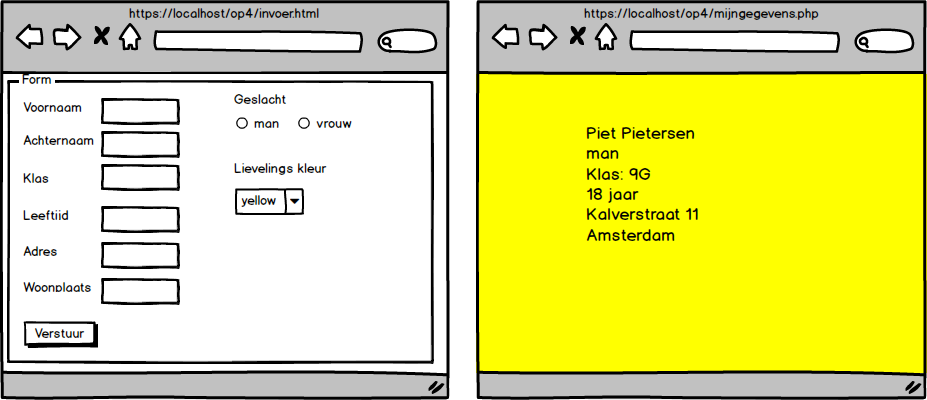 https://localhost/op4/invoer.html
Form
Voornaam
Achternaam
Klas
Leeftijd
Adres
Woonplaats
Verstuur
Geslacht
man vrouw
Lievelings kleur
yellow
https://localhost/op4/mijngegevens.php
Piet Pietersen
man
Klas: 9G
18 jaar
Kalverstraat 11
Amsterdam